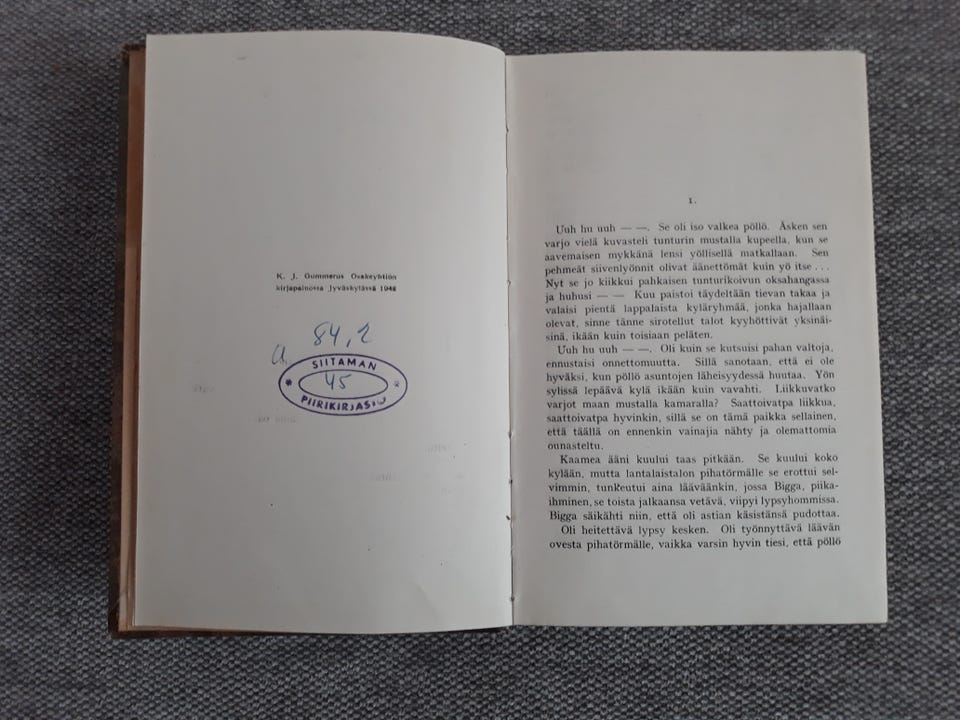 K. J. Gummerus Osakeyhtiön
kirjapainossa Jyväskylässä 1948
84,2
a
SIITAMAN
45
PIIRIKIRJASTO
I.
Uuh hu uuh — —. Se oli iso valkea pöllö. Äsken sen
varjo vielä kuvasteli tunturin mustalla kupeella, kun se
aavemaisen mykkänä lensi yöllisellä matkallaan. Sen
pehmeät siivenlyönnit olivat äänettömät kuin yö itse ...
Nyt se jo kiikkui pahkaisen tunturikoivun oksahangassa
ja huhusi — — Kuu paistoi täydeltään tievan takaa ja
valaisi pientä lappalaista kyläryhmää, jonka hajallaan
olevat, sinne tänne sirotellut talot kyyhöttivät yksinäi-
sinä, ikään kuin toisiaan peläten.
Uuh hu uuh — —. Oli kuin se kutsuisi pahan valtoja,
ennustaisi onnettomuutta. Sillä sanotaan, että ei ole
hyväksi, kun pöllö asuntojen läheisyydessä huutaa. Yön
sylissä lepäävä kylä ikään kuin vavahti. Liikkuvatko
varjot maan mustalla kamaralla? Saattoivatpa liikkua,
saattoivatpa hyvinkin, sillä se on tämä paikka sellainen,
että täällä on ennenkin vainajia nähty ja olemattomia
ounasteltu.
Kaamea ääni kuului taas pitkään. Se kuului koko
kylään, mutta lantalaistalon pihatörmälle se erottui sel-
vimmin, tunkeutui aina lääväänkin, jossa Bigga, piika-
ihminen, se toista jalkaansa vetävä, viipyi lypsyhommissa.
Bigga säikähti niin, että oli astian käsistänsä pudottaa.
Oli heitettävä lypsy kesken. Oli työnnyttävä läävän
ovesta pihatörmälle, vaikka varsin hyvin tiesi, että pöllö